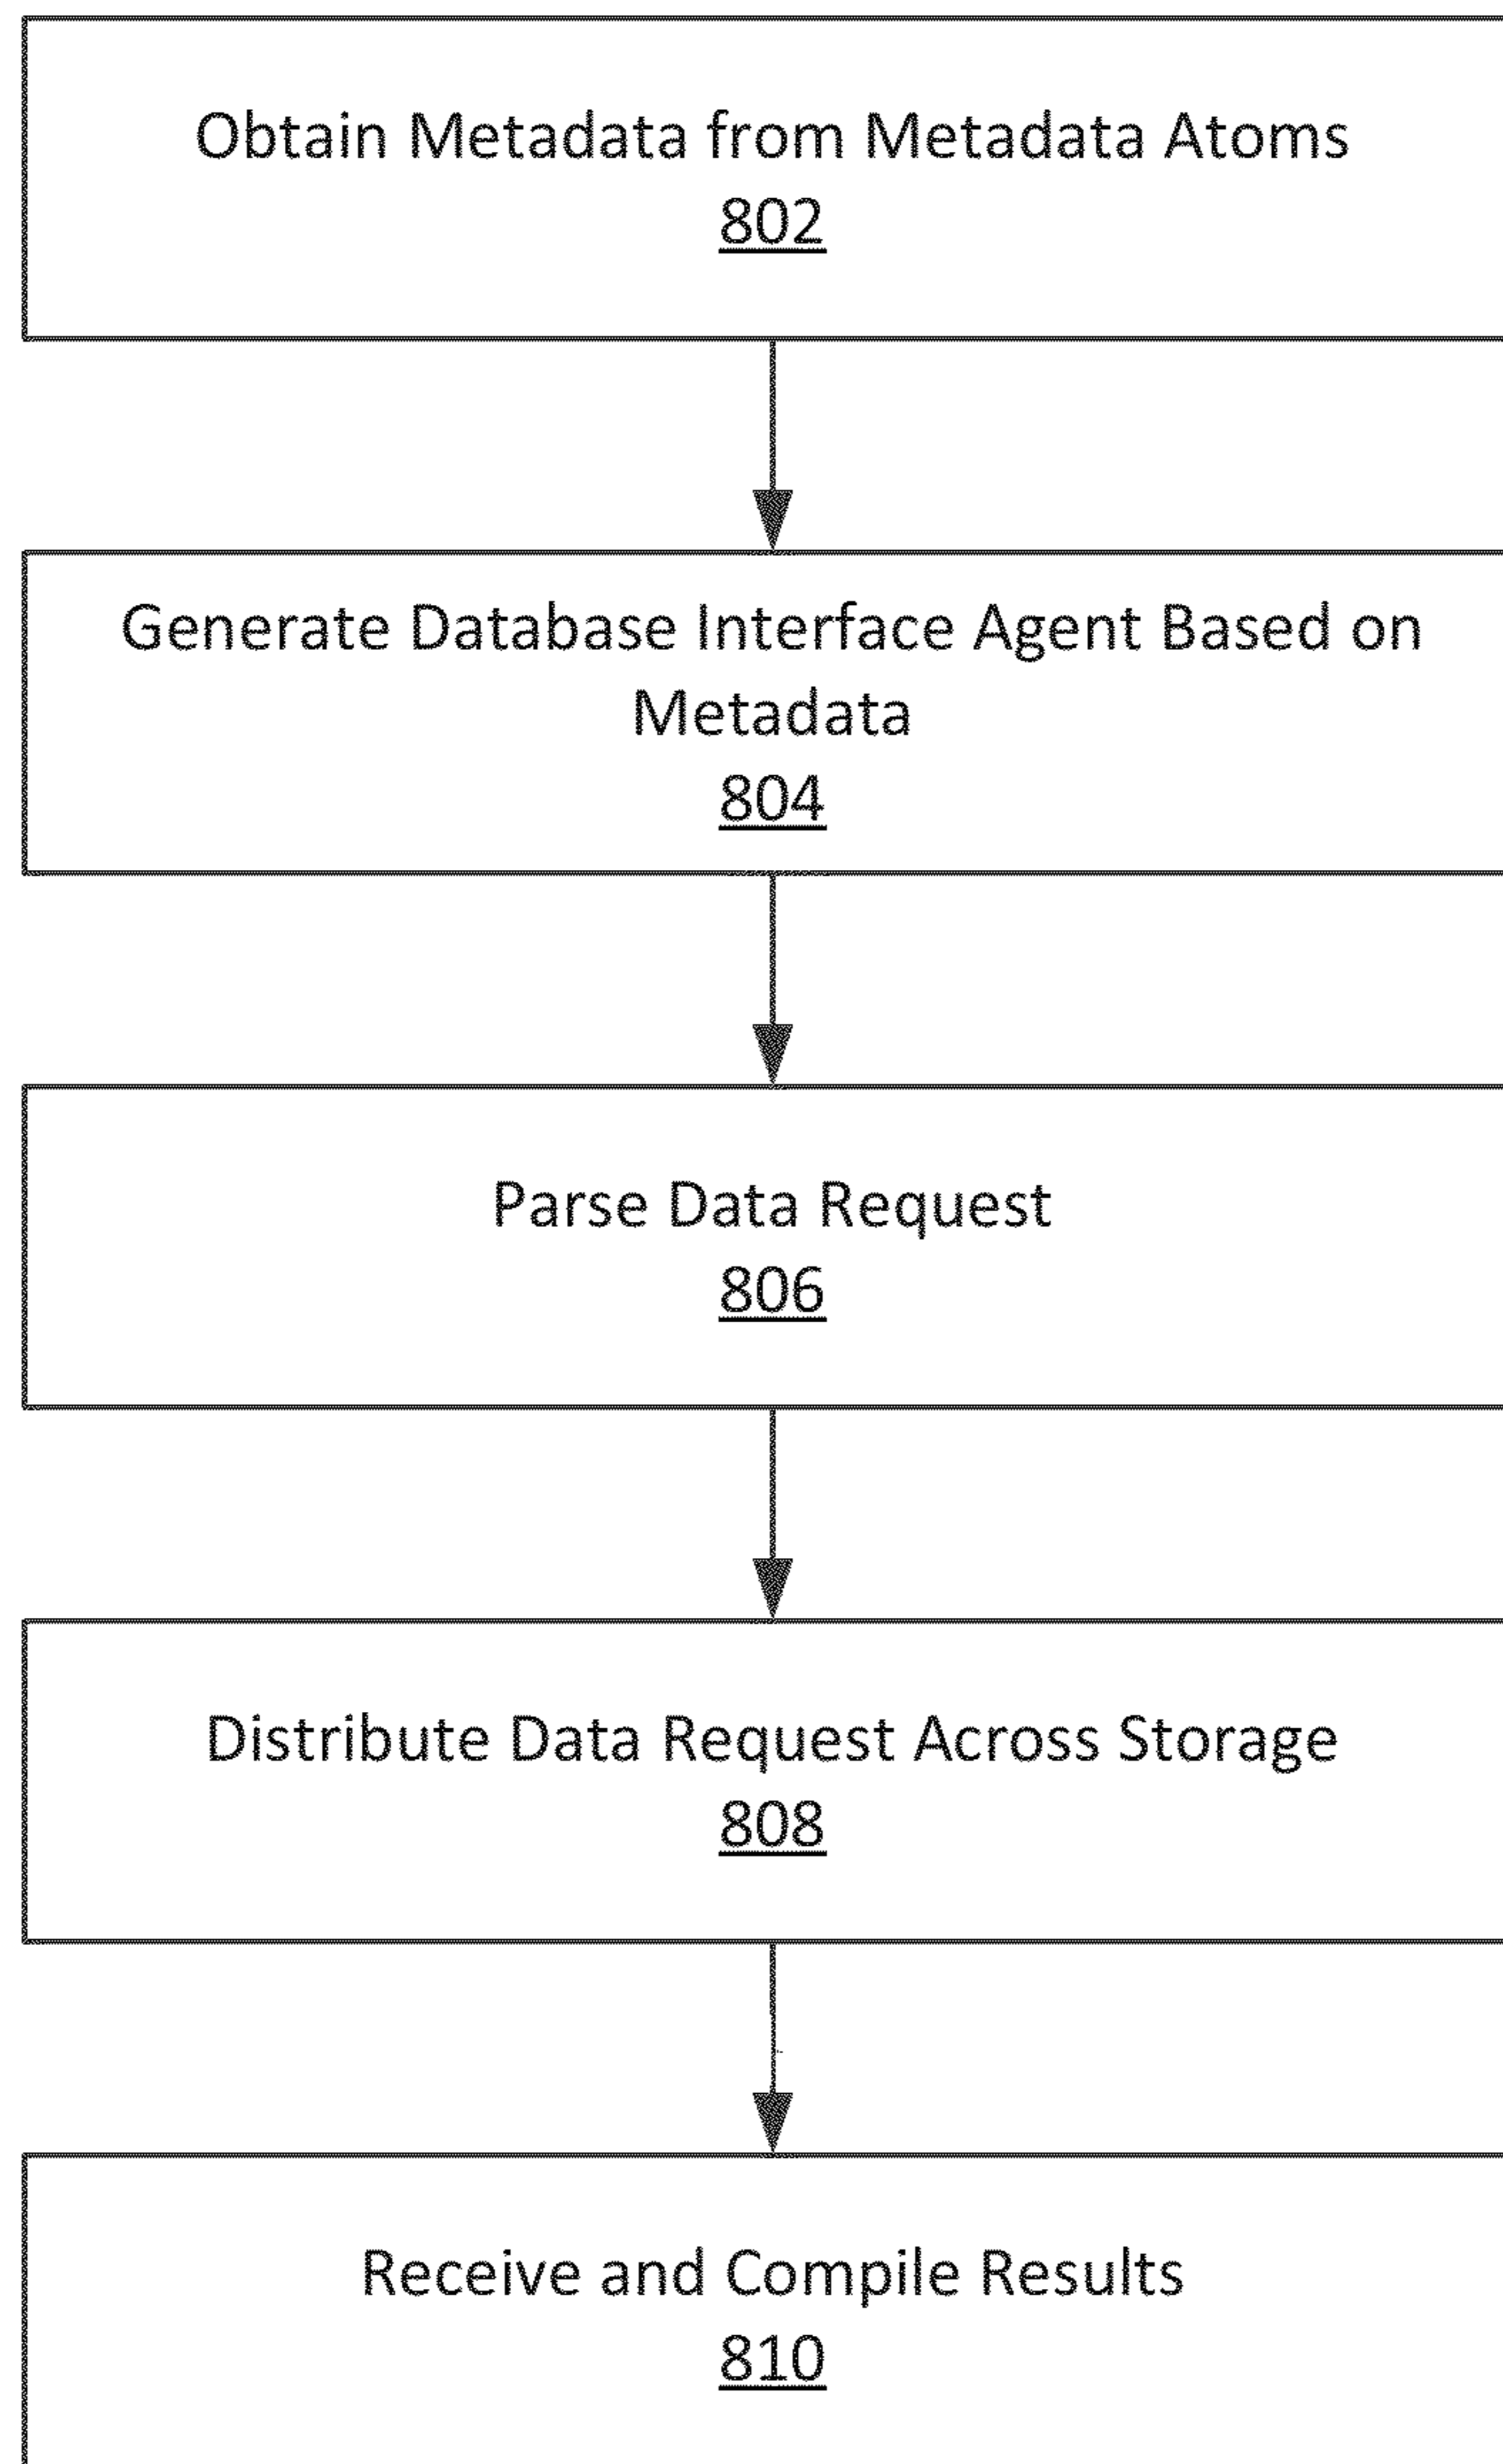 Obtain Metadata from Metadata Atoms
802
Generate Database Interface Agent Based on
Metadata
804
Parse Data Request
806
Distribute Data Request Across Storage
808
Receive and Compile Results
810